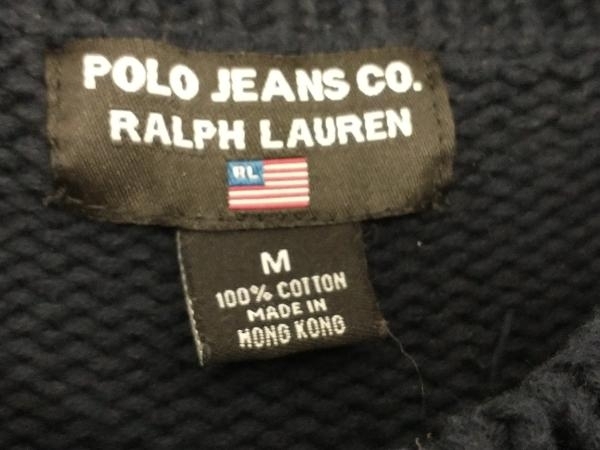 POLO JEANS CO.
RALPH LAUREN
RL
M
100% COTTON
MADE IN
HONG KONG